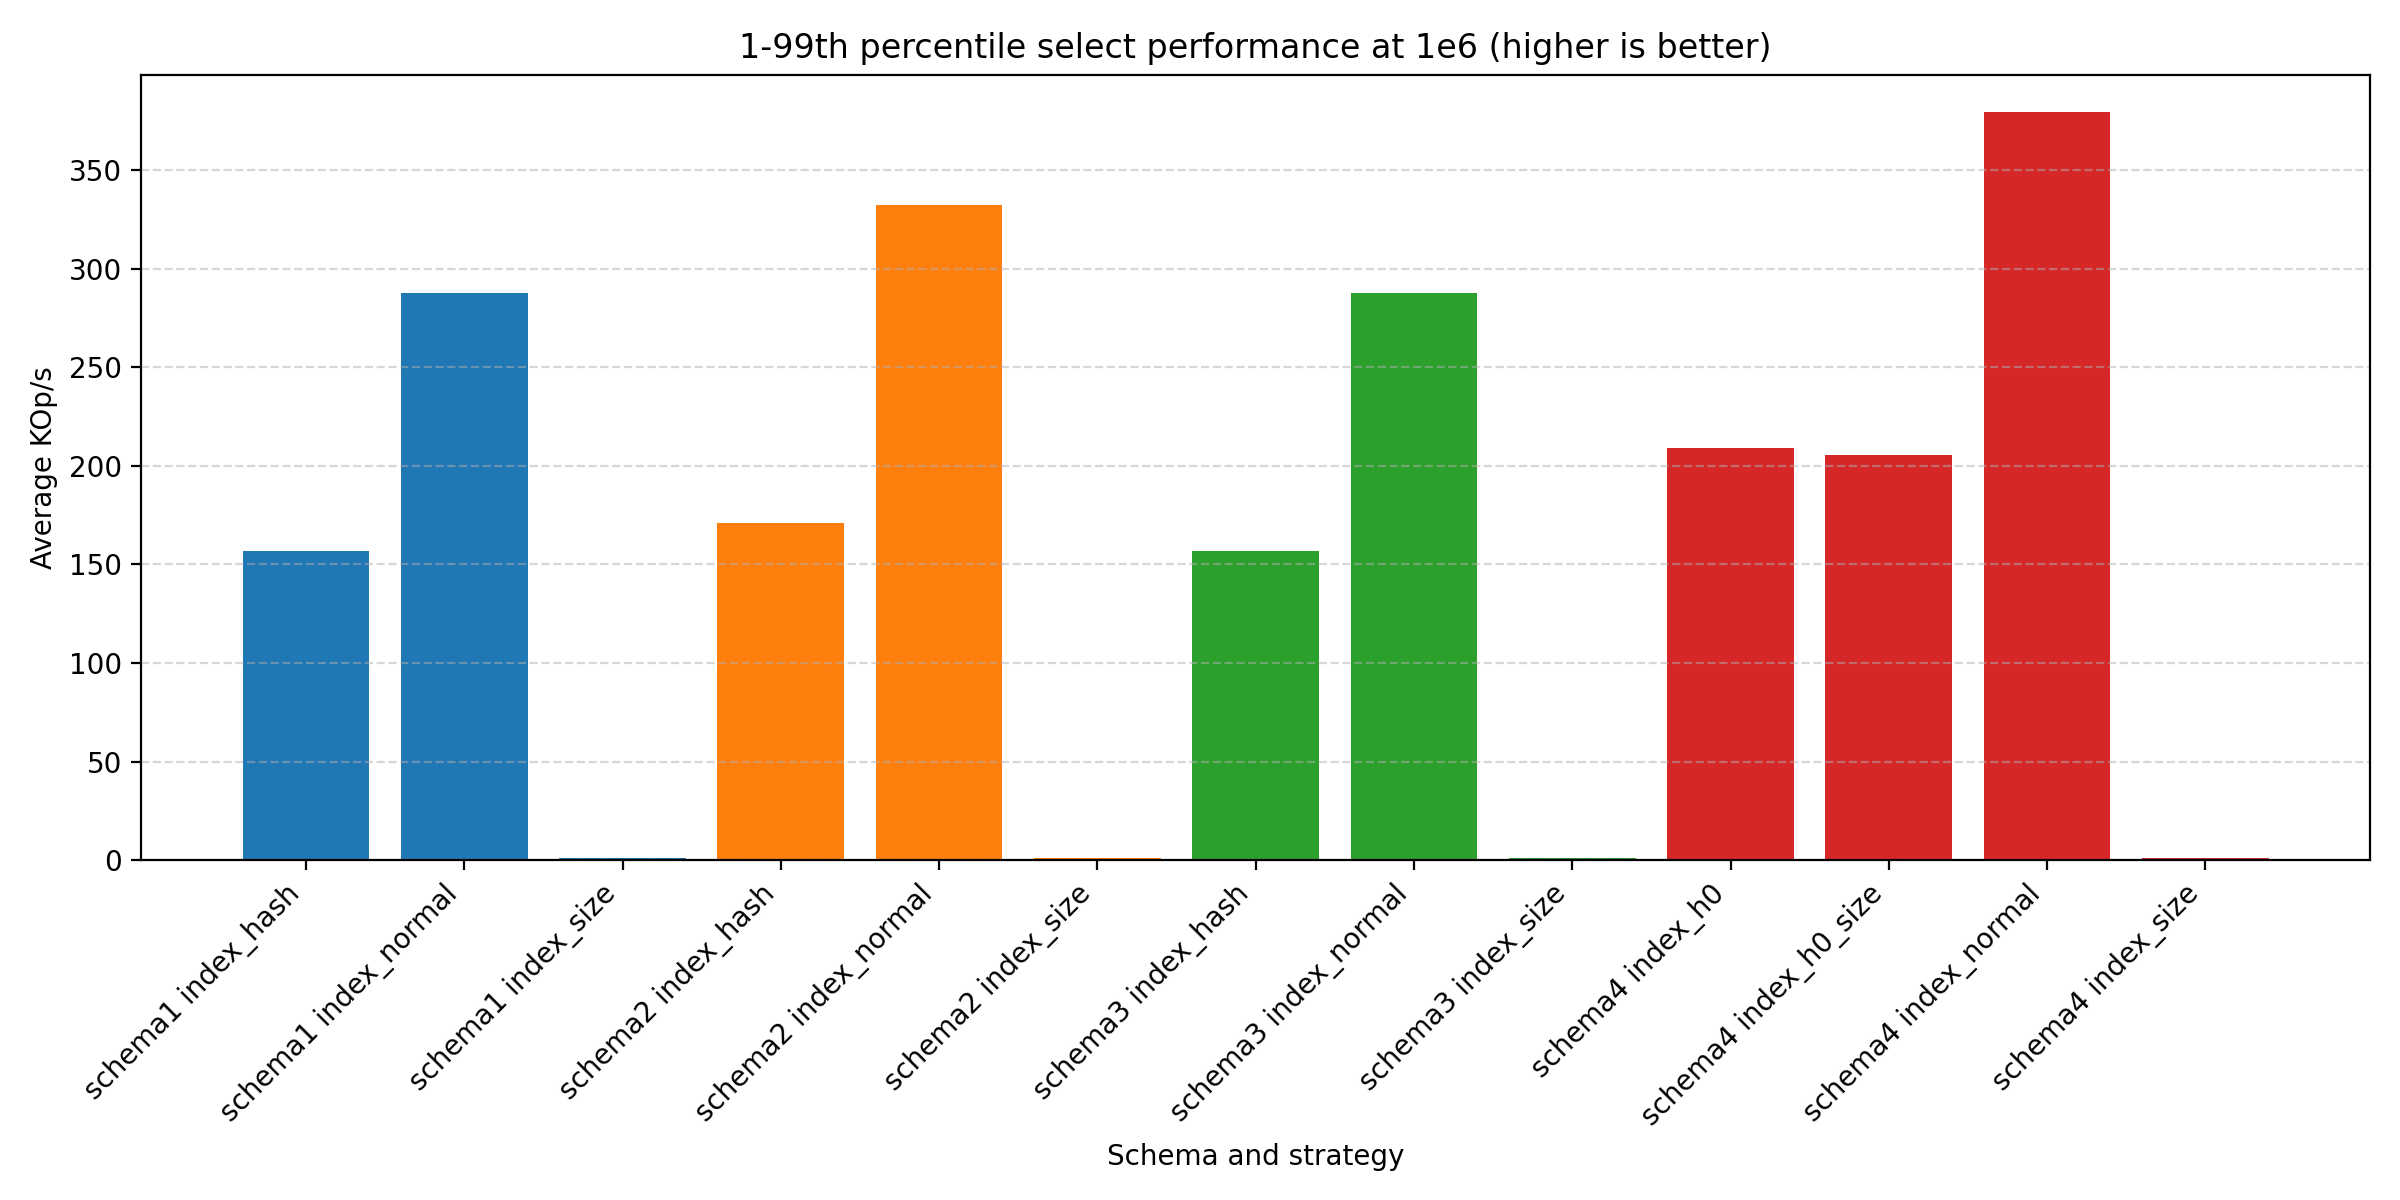 1-99th percentile select performance at 1e6 (higher is better)
Average KOp/s
350
300
250
200
150
100
50
0
schema1 index_hash
schema1 index_normal
schema1 index_size
schema2 index_hash
schema2 index_normal
schema2 index_size
schema3 index_hash
schema3 index_normal
schema3 index_size
schema4 index_h0
schema4 index_h0_size
schema4 index_normal
schema4 index_size
Schema and strategy